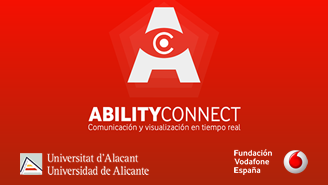 ABILITYCONNECT
Comunicación y visualización en tiempo real
Universitat d'Alacant
Universidad de Alicante
Fundación
Vodafone
España